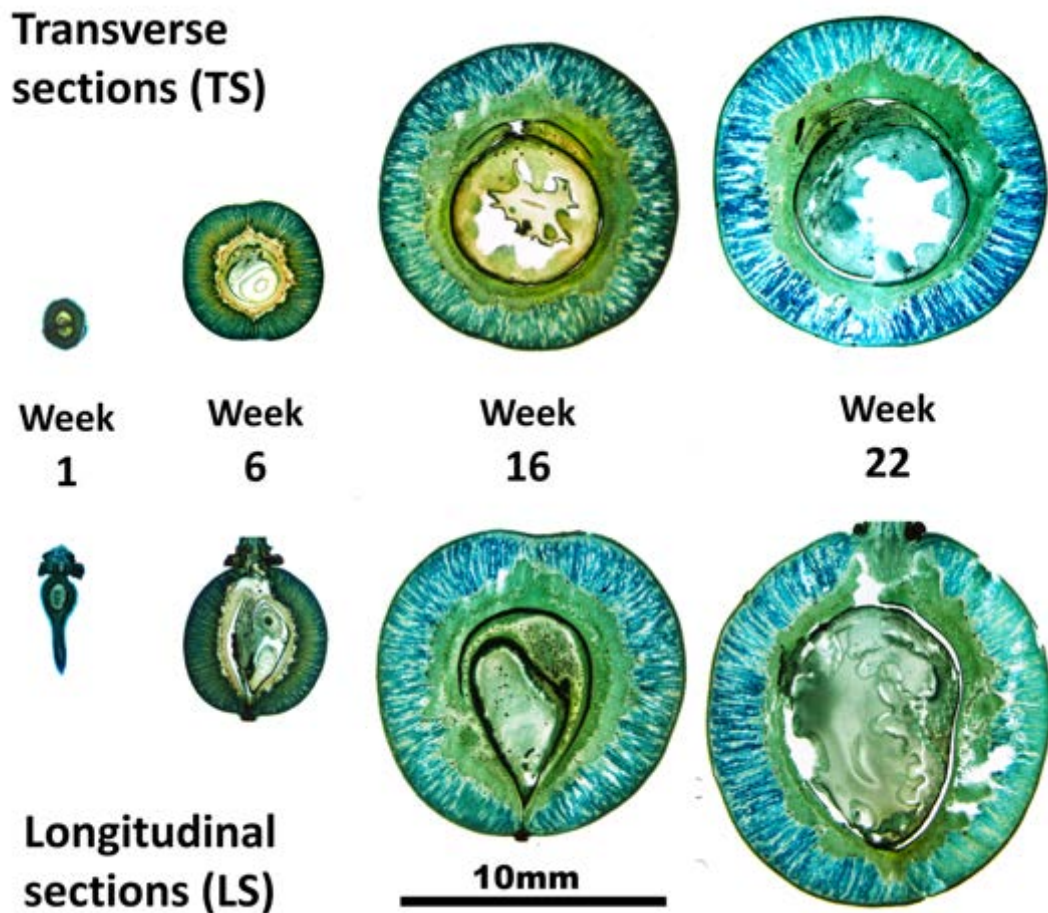 Transverse
sections (TS)
Week
1
Week
6
Week
16
Week
22
Longitudinal
sections (LS)
10mm